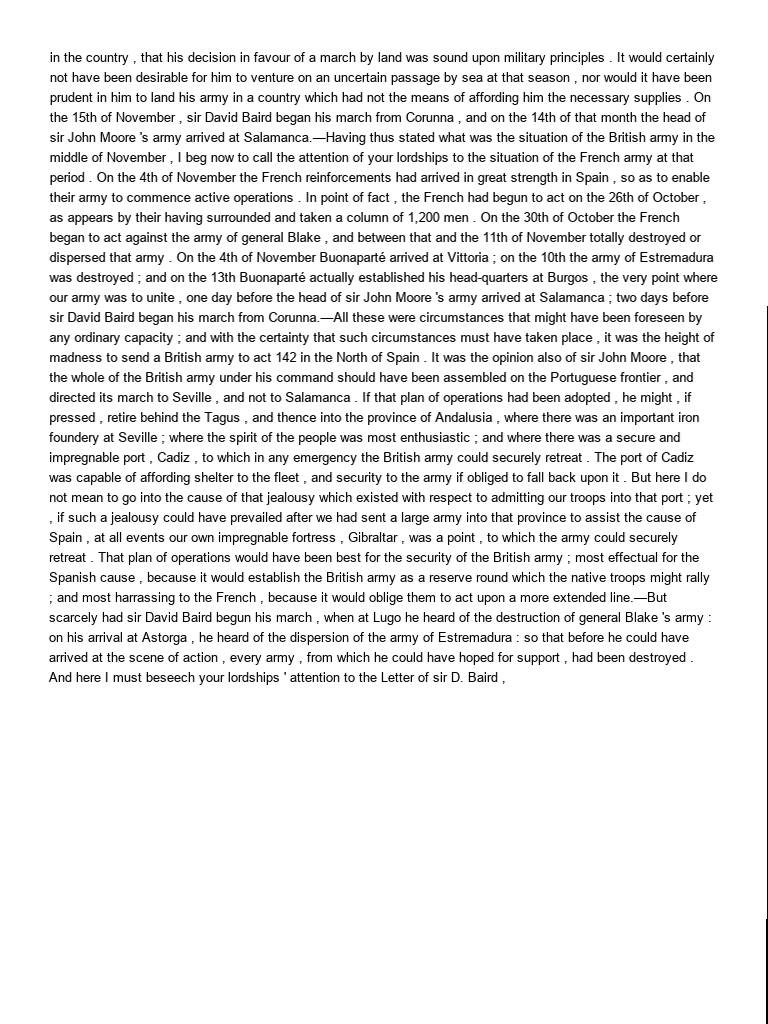 in the country , that his decision in favour of a march by land was sound upon military principles . It would certainly
not have been desirable for him to venture on an uncertain passage by sea at that season , nor would it have been
prudent in him to land his army in a country which had not the means of affording him the necessary supplies . On
the 15th of November , sir David Baird began his march from Corunna , and on the 14th of that month the head of
sir John Moore 's army arrived at Salamanca.—Having thus stated what was the situation of the British army in the
middle of November , I beg now to call the attention of your lordships to the situation of the French army at that
period . On the 4th of November the French reinforcements had arrived in great strength in Spain , so as to enable
their army to commence active operations . In point of fact , the French had begun to act on the 26th of October ,
as appears by their having surrounded and taken a column of 1,200 men . On the 30th of October the French
began to act against the army of general Blake , and between that and the 11th of November totally destroyed or
dispersed that army . On the 4th of November Buonaparté arrived at Vittoria ; on the 10th the army of Estremadura
was destroyed ; and on the 13th Buonaparté actually established his head-quarters at Burgos , the very point where
our army was to unite , one day before the head of sir John Moore 's army arrived at Salamanca ; two days before
sir David Baird began his march from Corunna.—All these were circumstances that might have been foreseen by
any ordinary capacity ; and with the certainty that such circumstances must have taken place , it was the height of
madness to send a British army to act 142 in the North of Spain . It was the opinion also of sir John Moore , that
the whole of the British army under his command should have been assembled on the Portuguese frontier , and
directed its march to Seville , and not to Salamanca . If that plan of operations had been adopted , he might , if
pressed , retire behind the Tagus , and thence into the province of Andalusia , where there was an important iron
foundery at Seville ; where the spirit of the people was most enthusiastic ; and where there was a secure and
impregnable port , Cadiz , to which in any emergency the British army could securely retreat . The port of Cadiz
was capable of affording shelter to the fleet , and security to the army if obliged to fall back upon it . But here I do
not mean to go into the cause of that jealousy which existed with respect to admitting our troops into that port ; yet
, if such a jealousy could have prevailed after we had sent a large army into that province to assist the cause of
Spain , at all events our own impregnable fortress , Gibraltar , was a point , to which the army could securely
retreat . That plan of operations would have been best for the security of the British army ; most effectual for the
Spanish cause , because it would establish the British army as a reserve round which the native troops might rally
; and most harrassing to the French , because it would oblige them to act upon a more extended line.—But
scarcely had sir David Baird begun his march , when at Lugo he heard of the destruction of general Blake 's army :
on his arrival at Astorga , he heard of the dispersion of the army of Estremadura : so that before he could have
arrived at the scene of action , every army , from which he could have hoped for support , had been destroyed .
And here I must beseech your lordships ' attention to the Letter of sir D. Baird ,